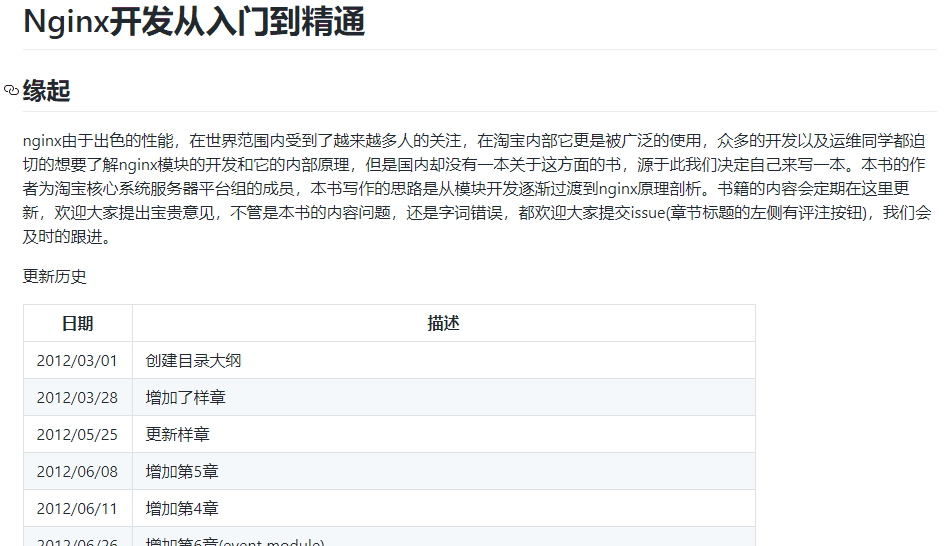 Nginx开发从入门到精通
缘起
nginx由于出色的性能，在世界范围内受到了越来越多人的关注，在淘宝内部它更是被广泛的使用，众多的开发以及运维同学都迫
切的想要了解nginx模块的开发和它的内部原理，但是国内却没有一本关于这方面的书，源于此我们决定自己来写一本。本书的作
者为淘宝核心系统服务器平台组的成员，本书写作的思路是从模块开发逐渐过渡到nginx原理剖析。书籍的内容会定期在这里更
新，欢迎大家提出宝贵意见，不管是本书的内容问题，还是字词错误，都欢迎大家提交issue(章节标题的左侧有评注按钮)，我们会
及时的跟进。
更新历史
日期 描述
2012/03/01 创建目录大纲
2012/03/28 增加了样章
2012/05/25 更新样章
2012/06/08 增加第5章
2012/06/11 增加第4章
2012/06/26 增加第6章(event module)